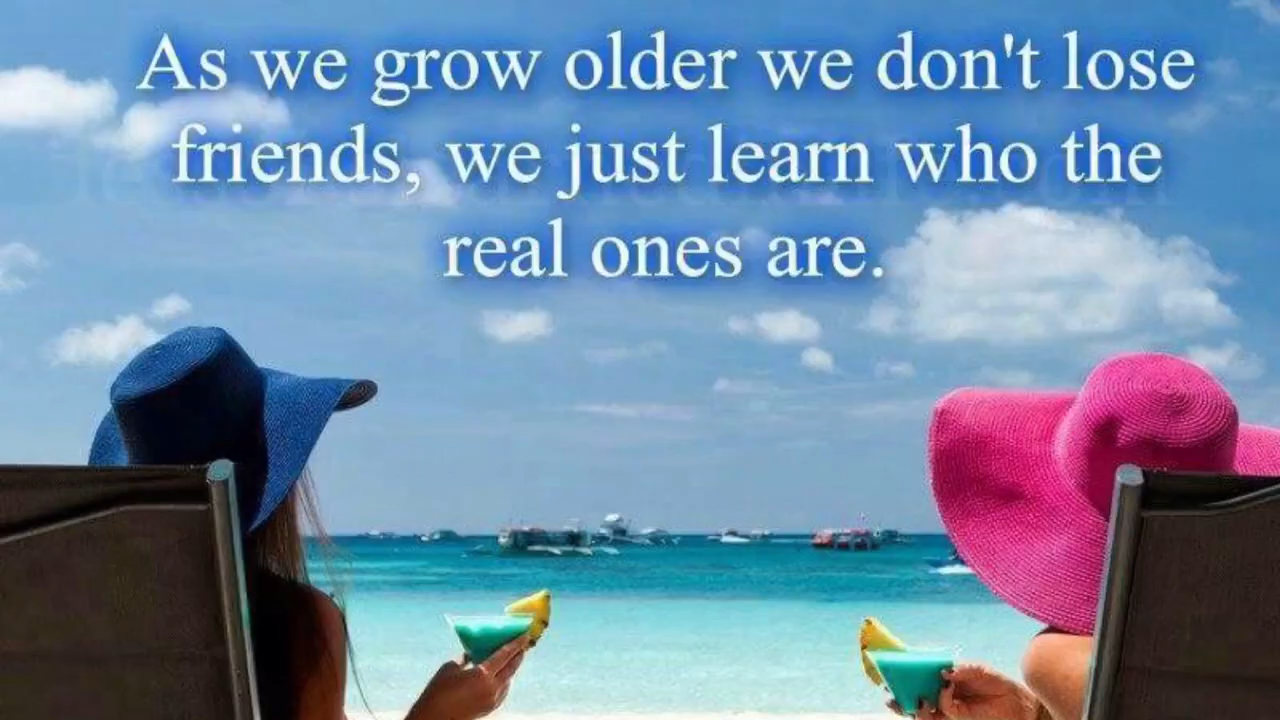 As we grow older we don't lose
friends, we just learn who the
real ones are.